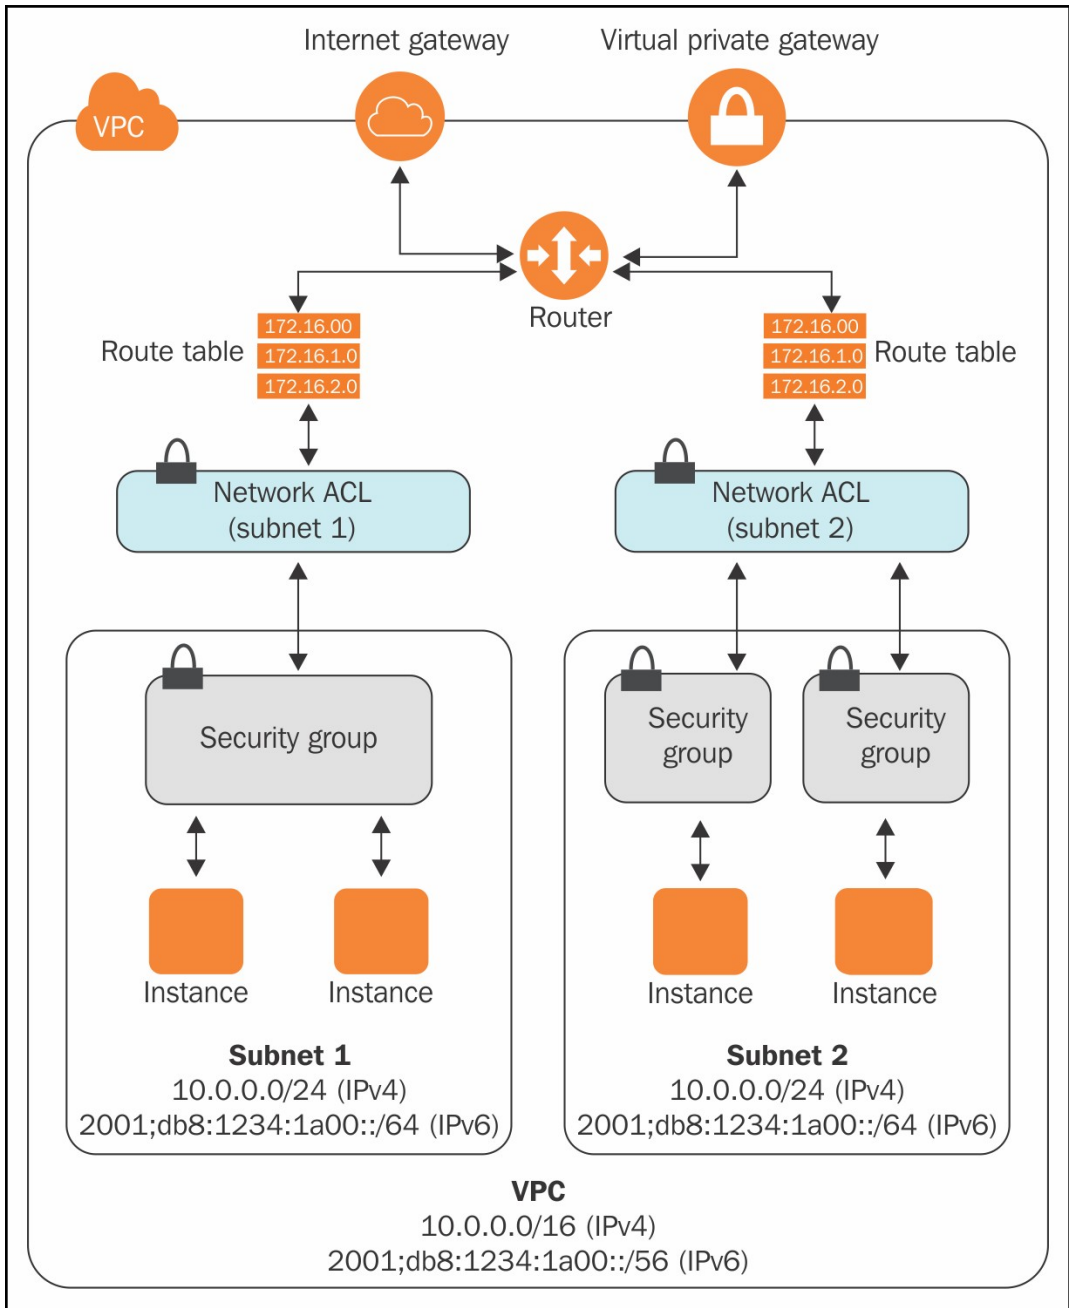 Internet gateway
Virtual private gateway
VPC
Router
Route table
172.16.00
172.16.1.0
172.16.2.0
172.16.00
172.16.1.0
172.16.2.0
Route table
Network ACL
(subnet 1)
Network ACL
(subnet 2)
Security group
Security
group
Security
group
Instance
Instance
Instance
Instance
Subnet 1
10.0.0.0/24 (IPv4)
2001;db8:1234:1a00::/64 (IPv6)
Subnet 2
10.0.0.0/24 (IPv4)
2001;db8:1234:1a00::/64 (IPv6)
VPC
10.0.0.0/16 (IPv4)
2001;db8:1234:1a00::/56 (IPv6)